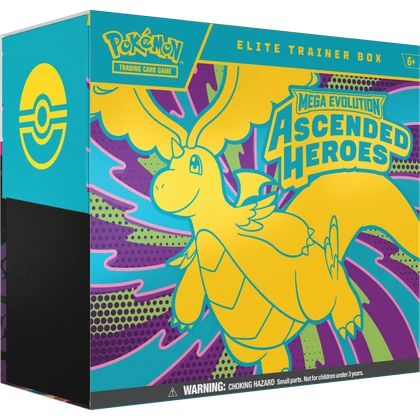 Pokémon
TRADING CARD GAME
ELITE TRAINER BOX
6+
MEGA EVOLUTION
ASCENDED
HEROES
WARNING: CHOKING HAZARD Small parts. Not for children under 3 years.